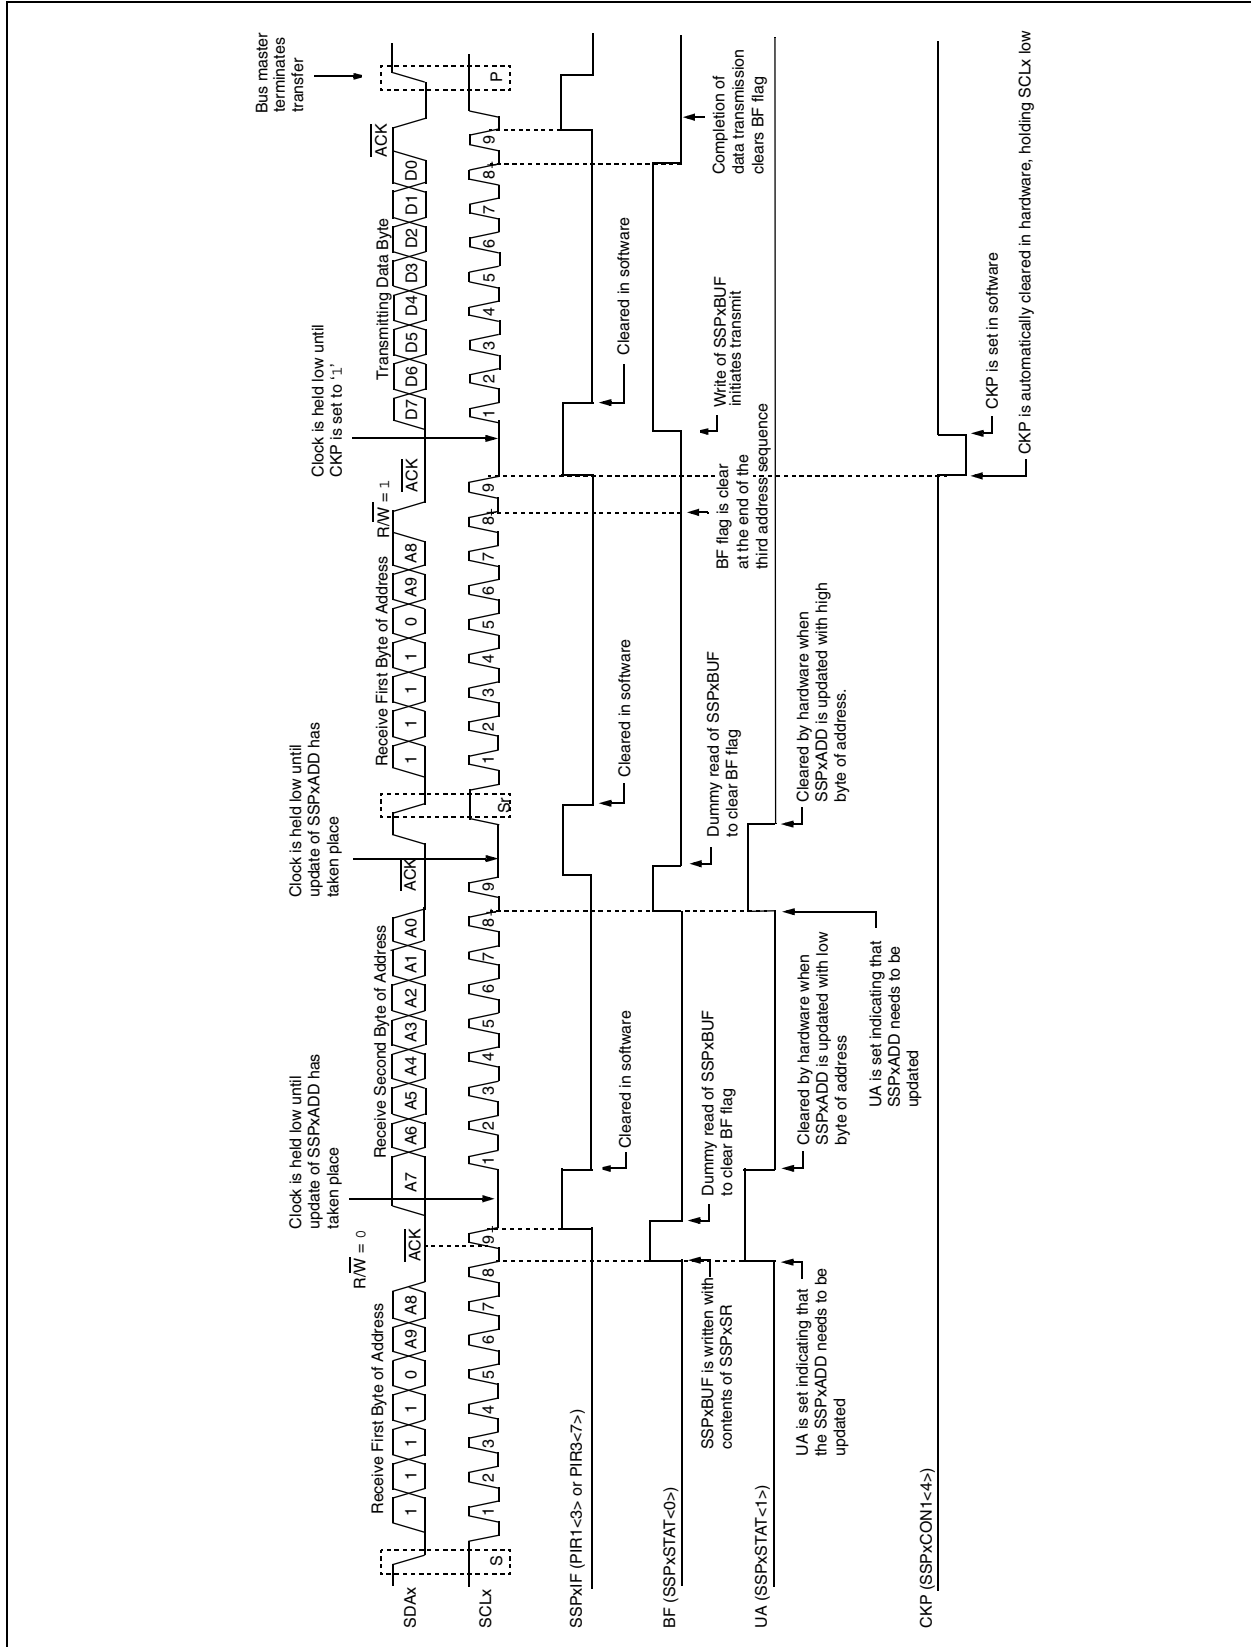 Bus master
terminates
transfer
Clock is held low until
update of SSPxADD has
taken place
Clock is held low until
update of SSPxADD has
taken place
Clock is held low until
CKP is set to ‘1’
R/W = 0
R/W = 1
Receive First Byte of Address
ACK
Receive Second Byte of Address
ACK
Receive First Byte of Address
ACK
Transmitting Data Byte
ACK
SDAx
1 1 1 1 0 A9 A8
A7 A6 A5 A4 A3 A2 A1 A0
1 1 1 1 0 A9 A8
D7 D6 D5 D4 D3 D2 D1 D0
SCLx
S
1 2 3 4 5 6 7 8 9
1 2 3 4 5 6 7 8 9
Sr
1 2 3 4 5 6 7 8 9
1 2 3 4 5 6 7 8 9
P
SSPxIF (PIR1<3> or PIR3<7>)
Cleared in software
Cleared in software
Cleared in software
BF (SSPxSTAT<0>)
SSPxBUF is written with
contents of SSPxSR
Dummy read of SSPxBUF
to clear BF flag
Dummy read of SSPxBUF
to clear BF flag
BF flag is clear
at the end of the
third address sequence
Write of SSPxBUF
initiates transmit
Completion of
data transmission
clears BF flag
UA (SSPxSTAT<1>)
UA is set indicating that
the SSPxADD needs to be
updated
Cleared by hardware when
SSPxADD is updated with low
byte of address
UA is set indicating that
SSPxADD needs to be
updated
Cleared by hardware when
SSPxADD is updated with high
byte of address.
CKP (SSPxCON1<4>)
CKP is set in software
CKP is automatically cleared in hardware, holding SCLx low